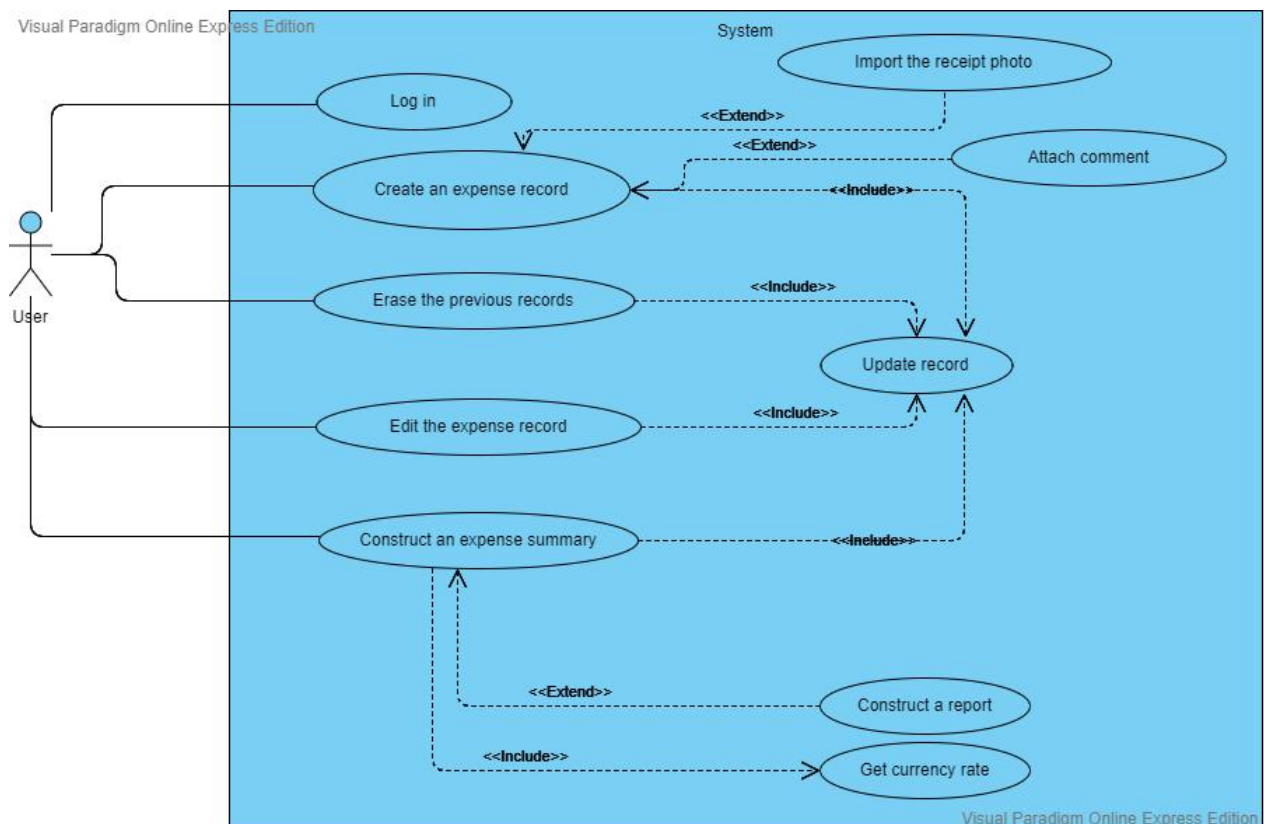 Visual Paradigm Online Express Edition
System
Import the receipt photo
Log in
<<Extend>>
<<Extend>>
Attach comment
Create an expense record
<<Include>>
Erase the previous records
<<Include>>
User
Update record
Edit the expense record
<<Include>>
Construct an expense summary
<<Include>>
<<Extend>>
Construct a report
<<Include>>
Get currency rate
Visual Paradigm Online Express Edition